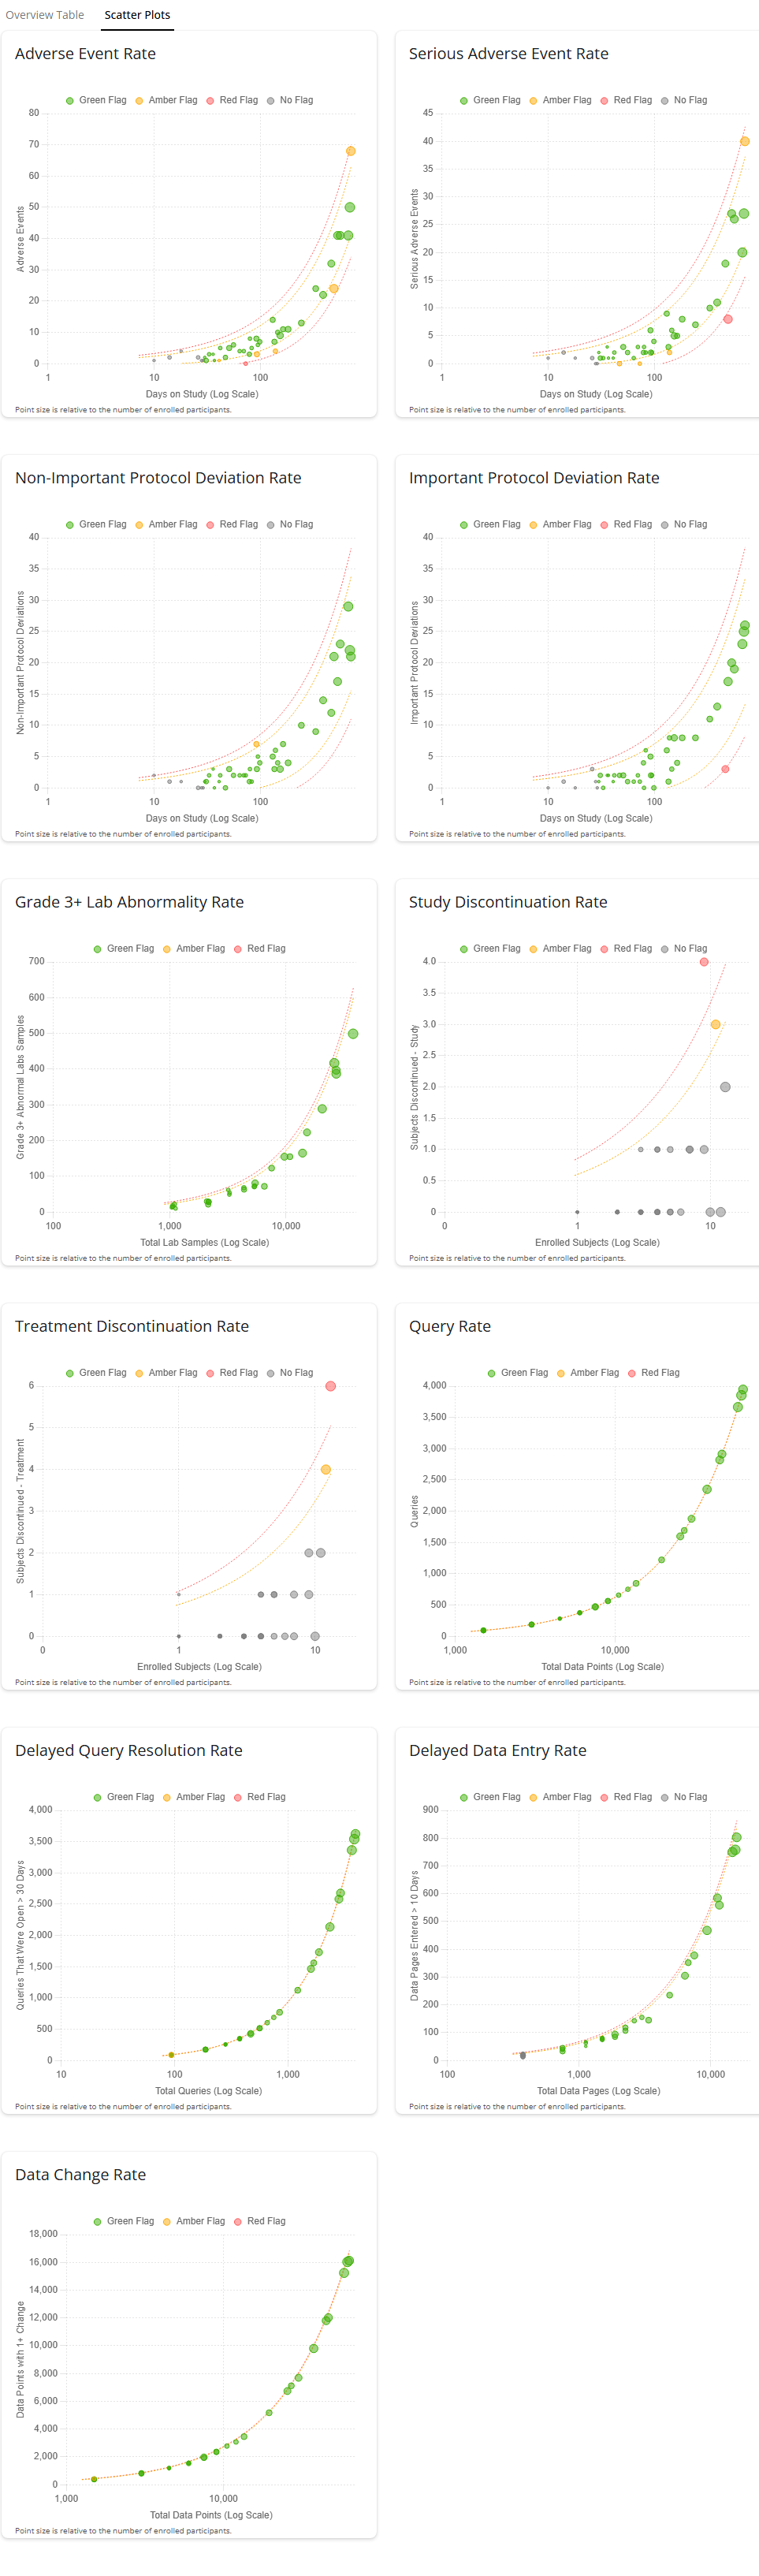 Overview Table Scatter Plots
Adverse Event Rate
Green Flag Amber Flag Red Flag No Flag
80
70
60
50
40
30
20
10
0
Adverse Events
1 10 100
Days on Study (Log Scale)
Point size is relative to the number of enrolled participants.
Serious Adverse Event Rate
Green Flag Amber Flag Red Flag No Flag
45
40
35
30
25
20
15
10
5
0
Serious Adverse Events
1 10 100
Days on Study (Log Scale)
Point size is relative to the number of enrolled participants.
Non-Important Protocol Deviation Rate
Green Flag Amber Flag Red Flag No Flag
40
35
30
25
20
15
10
5
0
Non-Important Protocol Deviations
1 10 100
Days on Study (Log Scale)
Point size is relative to the number of enrolled participants.
Important Protocol Deviation Rate
Green Flag Amber Flag Red Flag No Flag
40
35
30
25
20
15
10
5
0
Important Protocol Deviations
1 10 100
Days on Study (Log Scale)
Point size is relative to the number of enrolled participants.
Grade 3+ Lab Abnormality Rate
Green Flag Amber Flag Red Flag
700
600
500
400
300
200
100
0
Grade 3+ Abnormal Labs Samples
100 1,000 10,000
Total Lab Samples (Log Scale)
Point size is relative to the number of enrolled participants.
Study Discontinuation Rate
Green Flag Amber Flag Red Flag No Flag
4.0
3.5
3.0
2.5
2.0
1.5
1.0
0.5
0
Subjects Discontinued - Study
0 1 10
Enrolled Subjects (Log Scale)
Point size is relative to the number of enrolled participants.
Treatment Discontinuation Rate
Green Flag Amber Flag Red Flag No Flag
6
5
4
3
2
1
0
Subjects Discontinued - Treatment
0 1 10
Enrolled Subjects (Log Scale)
Point size is relative to the number of enrolled participants.
Query Rate
Green Flag Amber Flag Red Flag
4,000
3,500
3,000
2,500
2,000
1,500
1,000
500
0
Queries
1,000 10,000
Total Data Points (Log Scale)
Point size is relative to the number of enrolled participants.
Delayed Query Resolution Rate
Green Flag Amber Flag Red Flag
4,000
3,500
3,000
2,500
2,000
1,500
1,000
500
0
Queries That Were Open > 30 Days
10 100 1,000
Total Queries (Log Scale)
Point size is relative to the number of enrolled participants.
Delayed Data Entry Rate
Green Flag Amber Flag Red Flag No Flag
900
800
700
600
500
400
300
200
100
0
Data Pages Entered > 10 Days
100 1,000 10,000
Total Data Pages (Log Scale)
Point size is relative to the number of enrolled participants.
Data Change Rate
Green Flag Amber Flag Red Flag
18,000
16,000
14,000
12,000
10,000
8,000
6,000
4,000
2,000
0
Data Points with 1+ Change
1,000 10,000
Total Data Points (Log Scale)
Point size is relative to the number of enrolled participants.